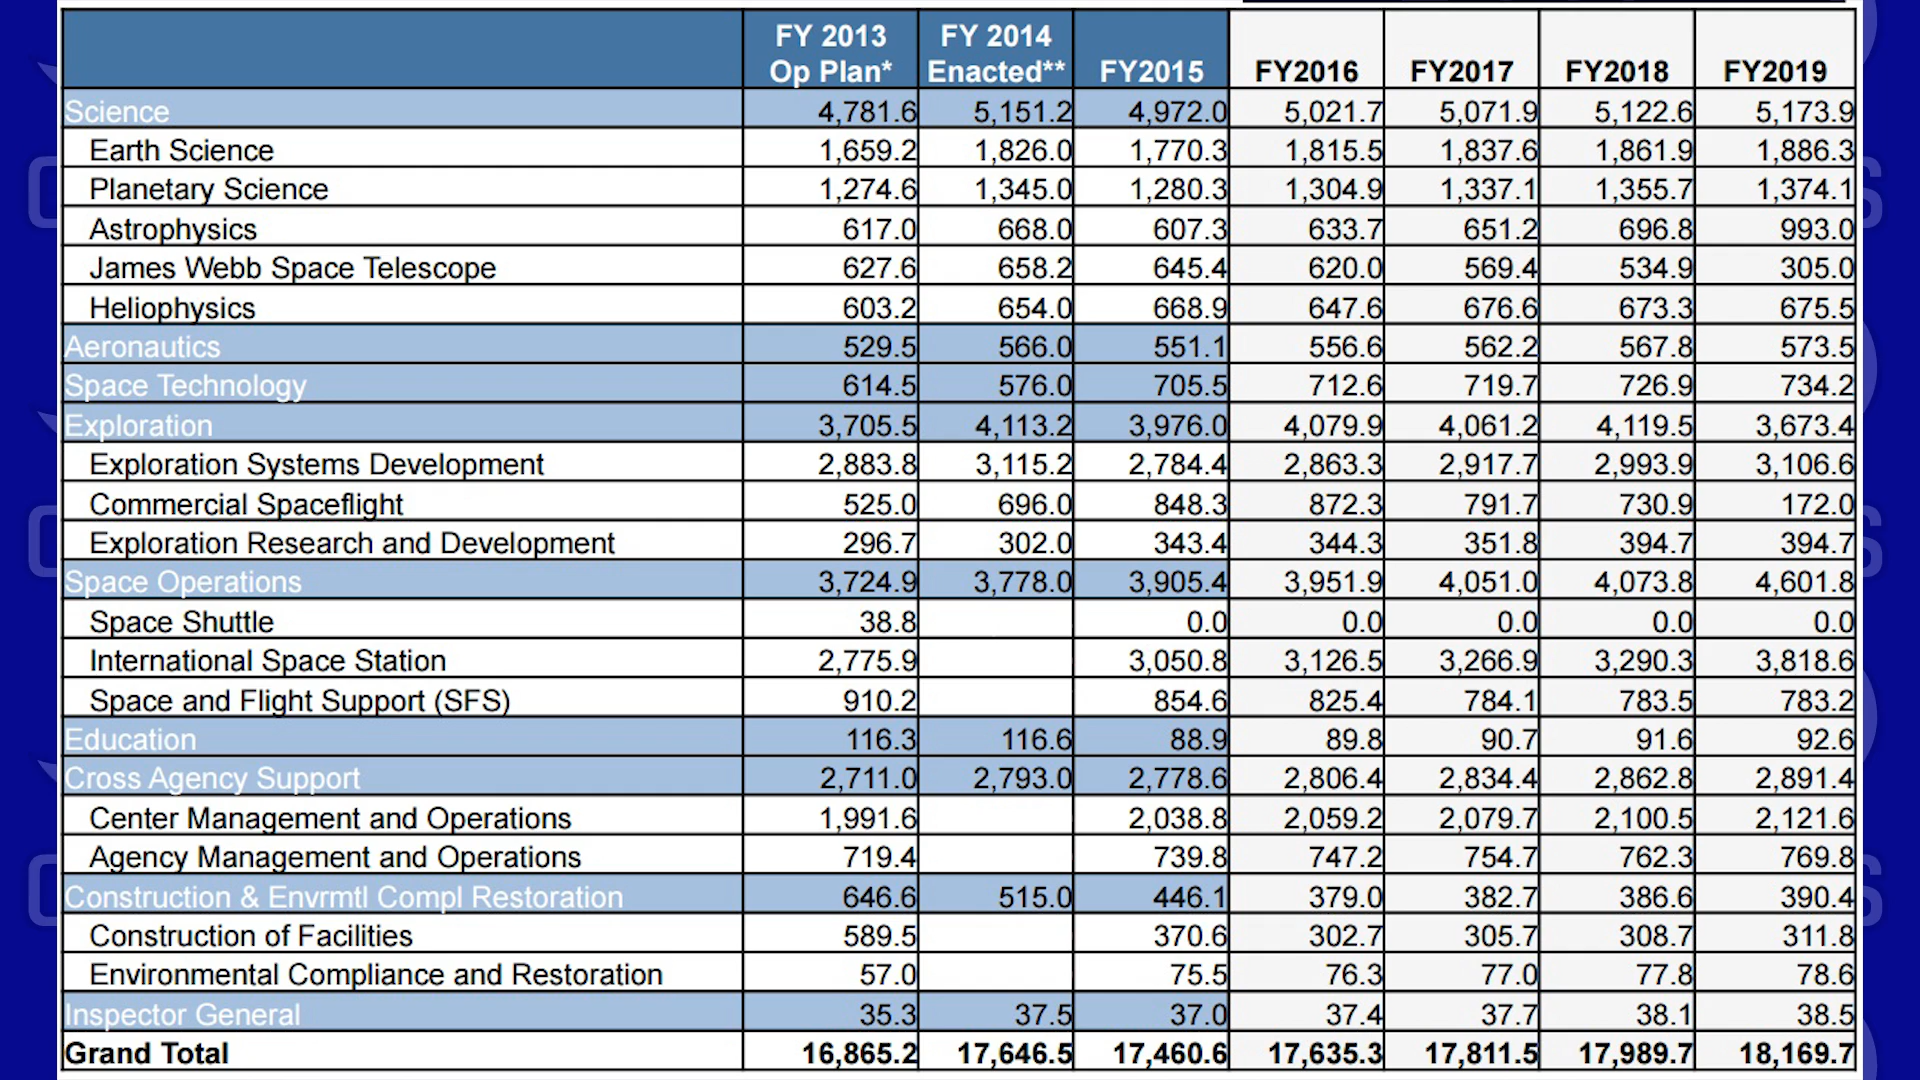 FY 2013 Op Plan* FY 2014 Enacted** FY2015 FY2016 FY2017 FY2018 FY2019
Science 4,781.6 5,151.2 4,972.0 5,021.7 5,071.9 5,122.6 5,173.9
Earth Science 1,659.2 1,826.0 1,770.3 1,815.5 1,837.6 1,861.9 1,886.3
Planetary Science 1,274.6 1,345.0 1,280.3 1,304.9 1,337.1 1,355.7 1,374.1
Astrophysics 617.0 668.0 607.3 633.7 651.2 696.8 993.0
James Webb Space Telescope 627.6 658.2 645.4 620.0 569.4 534.9 305.0
Heliophysics 603.2 654.0 668.9 647.6 676.6 673.3 675.5
Aeronautics 529.5 566.0 551.1 556.6 562.2 567.8 573.5
Space Technology 614.5 576.0 705.5 712.6 719.7 726.9 734.2
Exploration 3,705.5 4,113.2 3,976.0 4,079.9 4,061.2 4,119.5 3,673.4
Exploration Systems Development 2,883.8 3,115.2 2,784.4 2,863.3 2,917.7 2,993.9 3,106.6
Commercial Spaceflight 525.0 696.0 848.3 872.3 791.7 730.9 172.0
Exploration Research and Development 296.7 302.0 343.4 344.3 351.8 394.7 394.7
Space Operations 3,724.9 3,778.0 3,905.4 3,951.9 4,051.0 4,073.8 4,601.8
Space Shuttle 38.8 0.0 0.0 0.0 0.0 0.0
International Space Station 2,775.9 3,050.8 3,126.5 3,266.9 3,290.3 3,818.6
Space and Flight Support (SFS) 910.2 854.6 825.4 784.1 783.5 783.2
Education 116.3 116.6 88.9 89.8 90.7 91.6 92.6
Cross Agency Support 2,711.0 2,793.0 2,778.6 2,806.4 2,834.4 2,862.8 2,891.4
Center Management and Operations 1,991.6 2,038.8 2,059.2 2,079.7 2,100.5 2,121.6
Agency Management and Operations 719.4 739.8 747.2 754.7 762.3 769.8
Construction & Envrmtl Compl Restoration 646.6 515.0 446.1 379.0 382.7 386.6 390.4
Construction of Facilities 589.5 370.6 302.7 305.7 308.7 311.8
Environmental Compliance and Restoration 57.0 75.5 76.3 77.0 77.8 78.6
Inspector General 35.3 37.5 37.0 37.4 37.7 38.1 38.5
Grand Total 16,865.2 17,646.5 17,460.6 17,635.3 17,811.5 17,989.7 18,169.7